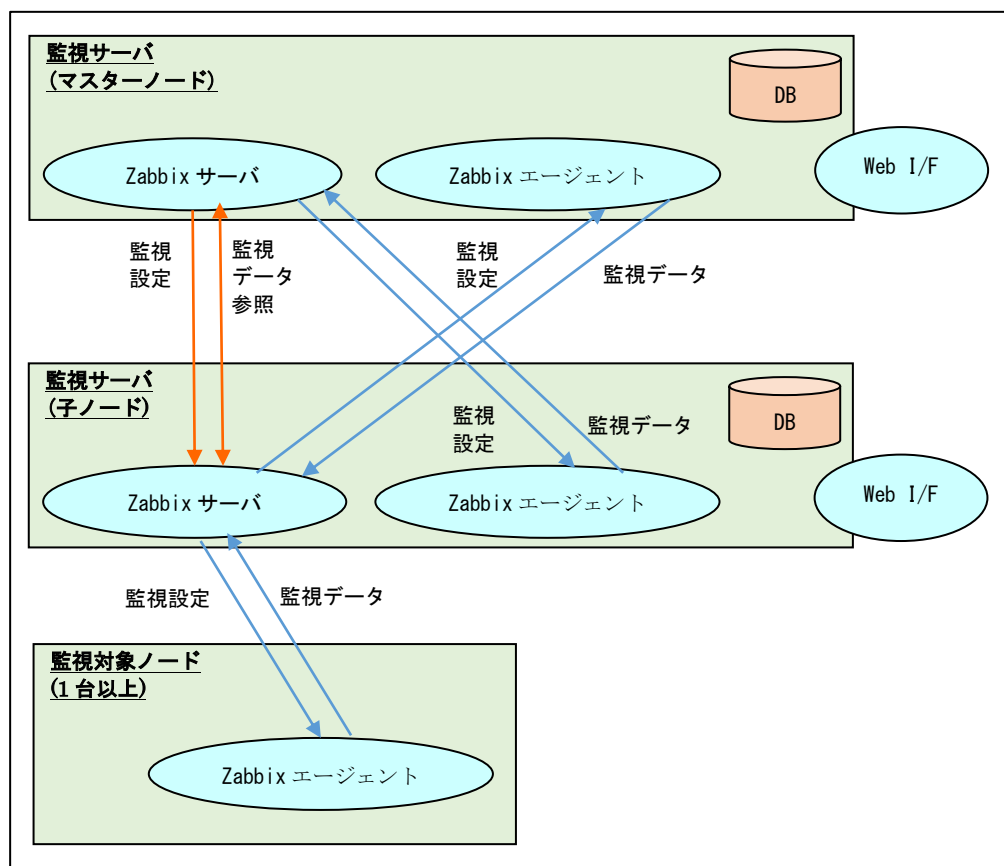 監視サーバ
(マスターノード)
DB
Zabbix サーバ
Zabbix エージェント
Web I/F
監視
設定
監視
データ
参照
監視
設定
監視データ
監視サーバ
(子ノード)
DB
監視
設定
監視データ
Zabbix サーバ
Zabbix エージェント
Web I/F
監視設定
監視データ
監視対象ノード
(1 台以上)
Zabbix エージェント